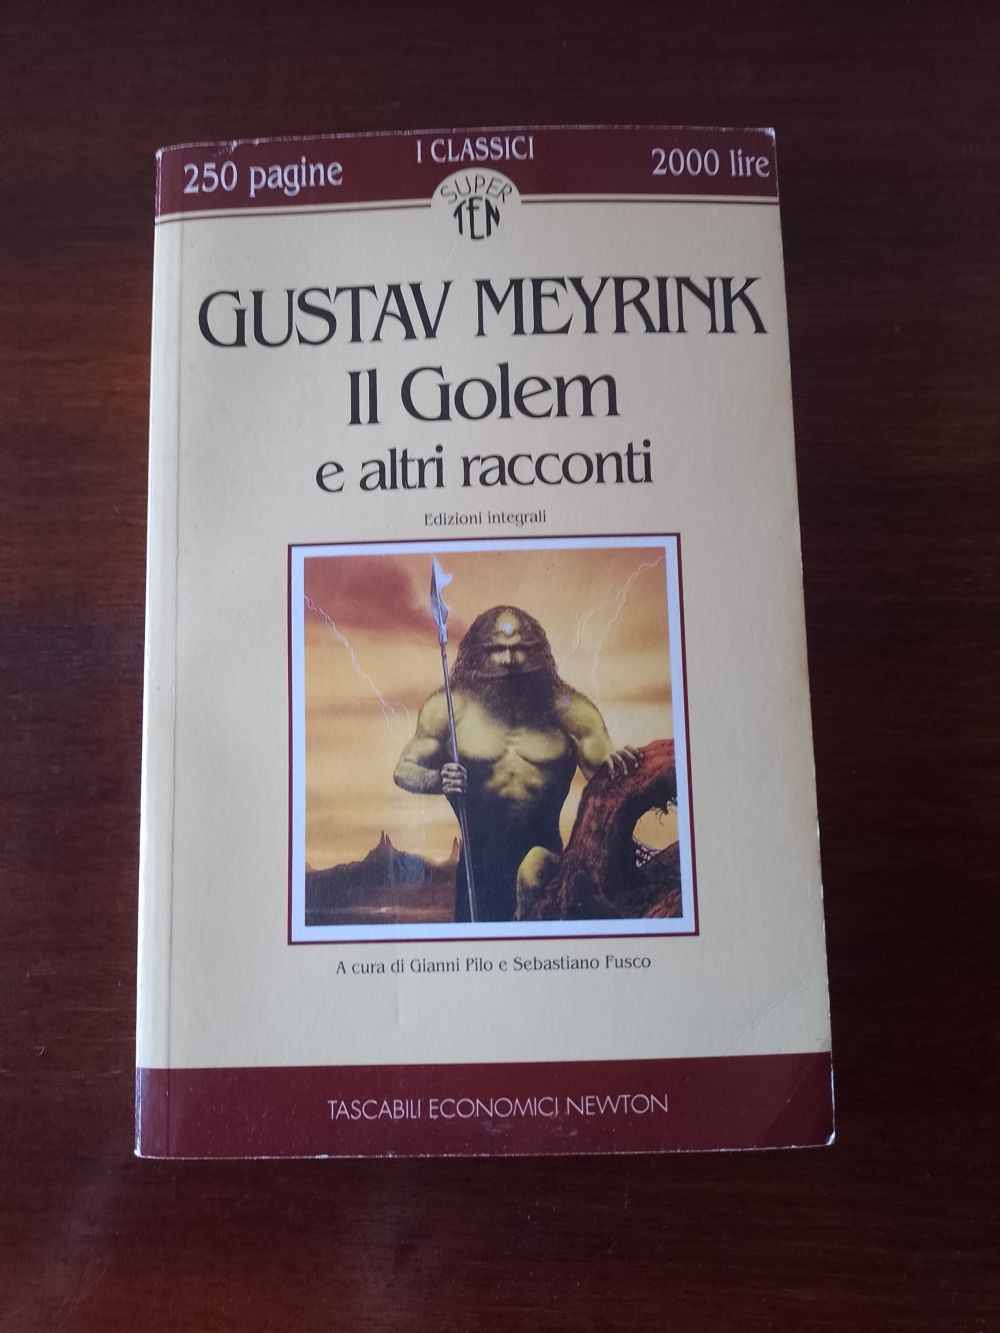 250 pagine
I CLASSICI
2000 lire
SUPER
TEN
GUSTAV MEYRINK
Il Golem
e altri racconti
Edizioni integrali
A cura di Gianni Pilo e Sebastiano Fusco
TASCABILI ECONOMICI NEWTON